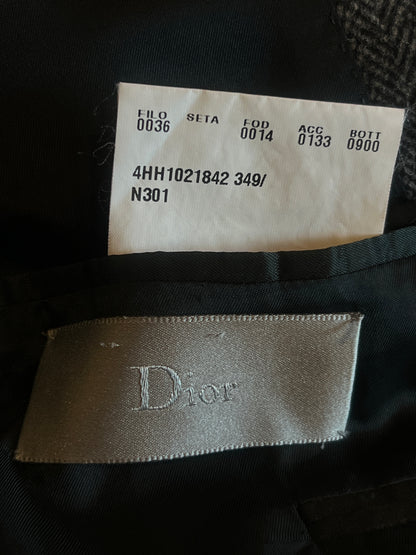 FILO SETA FOD ACC BOTT
0036 0014 0133 0900
4HH1021842 349/
N301
Dior